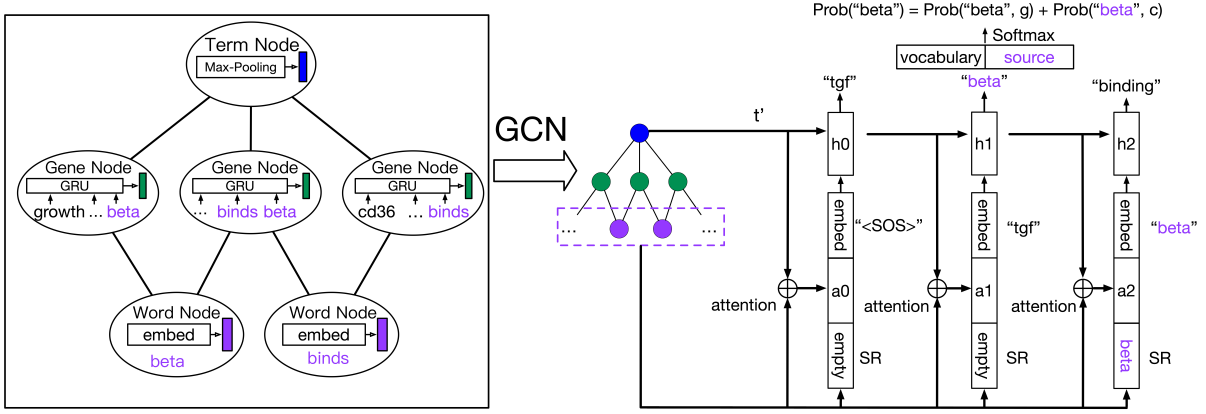 Prob(“beta”) = Prob(“beta”, g) + Prob(“beta”, c)
Softmax
vocabulary source
“tgf” “beta” “binding”
Term Node
Max-Pooling
Gene Node
GRU
growth ... beta
Gene Node
GRU
... binds beta
Gene Node
GRU
cd36 ... binds
Word Node
embed
beta
Word Node
embed
binds
GCN
... ...
t’
h0 h1 h2
embed “<SOS>” embed “tgf” embed “beta”
attention a0 attention a1 attention a2
empty SR empty SR beta SR